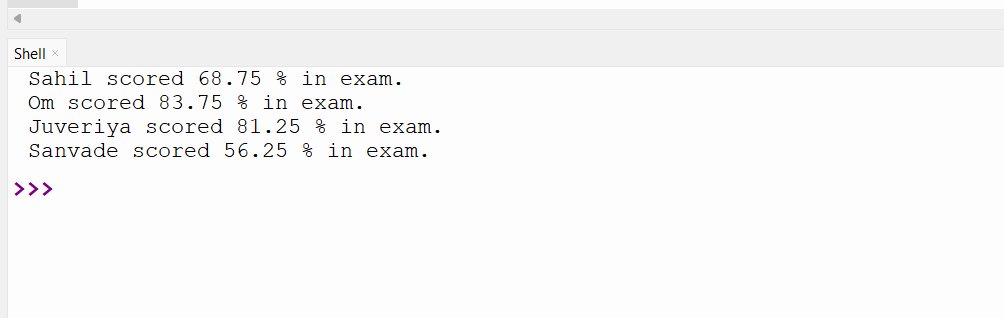 Shell ×
Sahil scored 68.75 % in exam.
Om scored 83.75 % in exam.
Juveriya scored 81.25 % in exam.
Sanvade scored 56.25 % in exam.
>>>